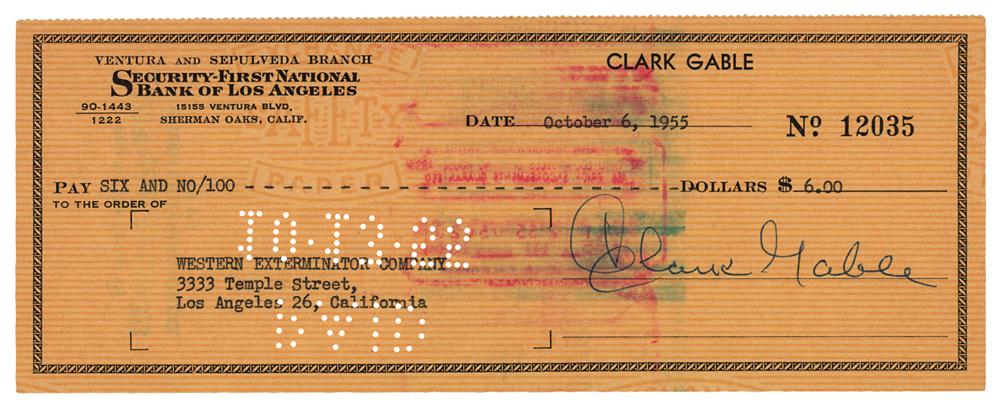 VENTURA AND SEPULVEDA BRANCH
SECURITY-FIRST NATIONAL
BANK OF LOS ANGELES
90-1443
1222
15155 VENTURA BLVD.
SHERMAN OAKS, CALIF.
CLARK GABLE
DATE October 6, 1955
Nº 12035
PAY SIX AND NO/100 - - - - - - - - - - - - - - - - - - - - - - - - - - - - - - - - - - - DOLLARS $ 6.00
TO THE ORDER OF
WESTERN EXTERMINATOR COMPANY
3333 Temple Street,
Los Angeles 26, California
Clark Gable
PAID